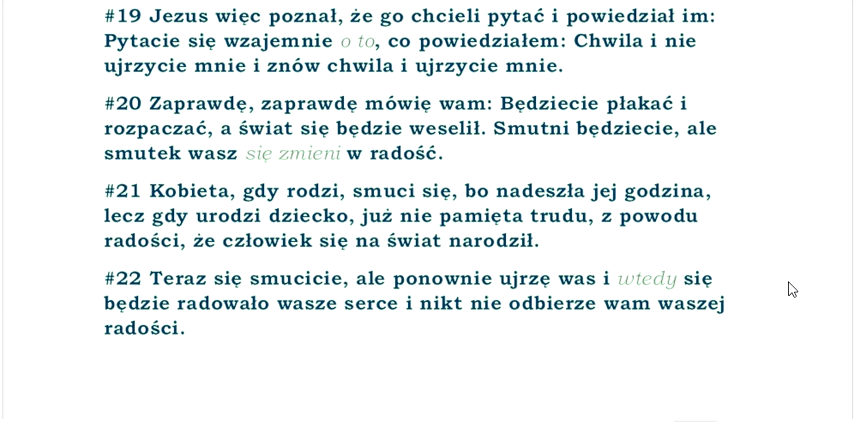 #19 Jezus więc poznał, że go chcieli pytać i powiedział im:
Pytacie się wzajemnie o to, co powiedziałem: Chwila i nie
ujrzycie mnie i znów chwila i ujrzycie mnie.
#20 Zaprawdę, zaprawdę mówię wam: Będziecie płakać i
rozpaczać, a świat się będzie weselił. Smutni będziecie, ale
smutek wasz się zmieni w radość.
#21 Kobieta, gdy rodzi, smuci się, bo nadeszła jej godzina,
lecz gdy urodzi dziecko, już nie pamięta trudu, z powodu
radości, że człowiek się na świat narodził.
#22 Teraz się smucicie, ale ponownie ujrzę was i wtedy się
będzie radowało wasze serce i nikt nie odbierze wam waszej
radości.